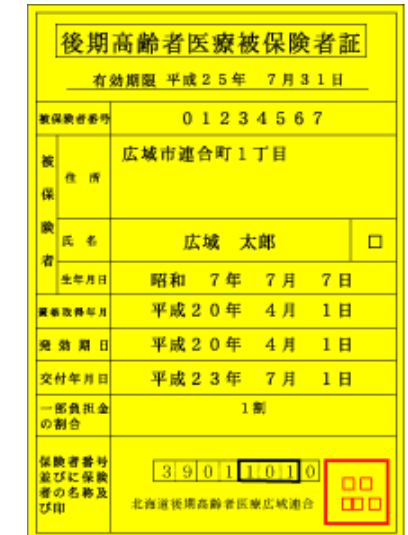 後期高齢者医療被保険者証
有効期限 平成25年 7月31日
被保険者番号 01234567
被保険者
住所 広域市連合町1丁目
氏名 広域 太郎
生年月日 昭和 7年 7月 7日
資格取得年月 平成20年 4月 1日
発効期日 平成20年 4月 1日
交付年月日 平成23年 7月 1日
一部負担金の割合 1割
保険者番号並びに保険者の名称及び印
39011010
北海道後期高齢者医療広域連合